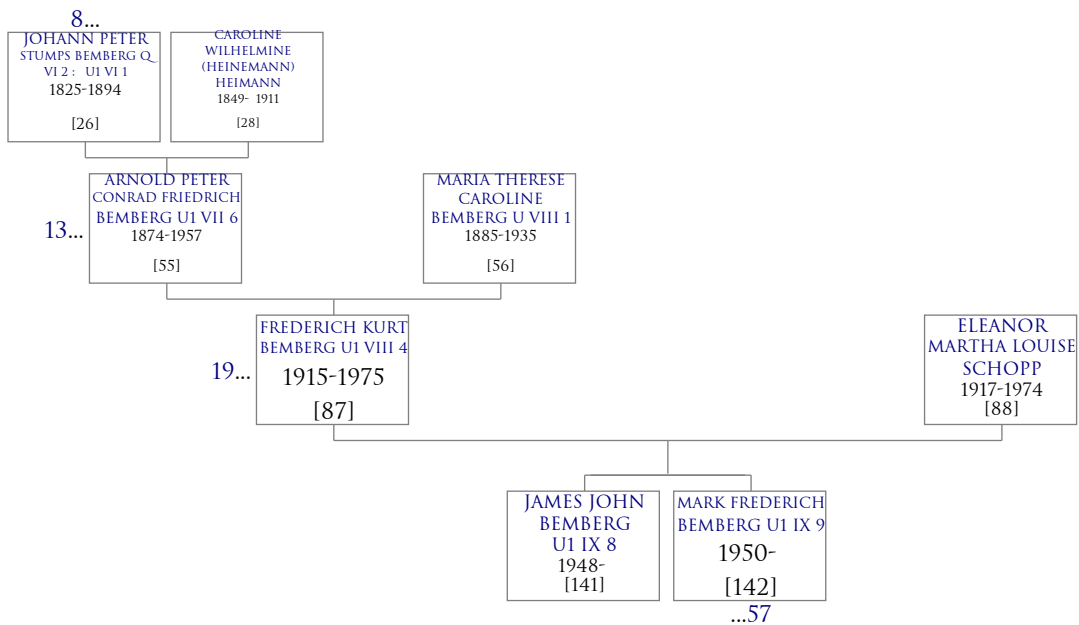 8...
JOHANN PETER
STUMPS BEMBERG Q
VI 2 : U1 VI 1
1825-1894
[26]
CAROLINE
WILHELMINE
(HEINEMANN)
HEIMANN
1849- 1911
[28]
13...
ARNOLD PETER
CONRAD FRIEDRICH
BEMBERG U1 VII 6
1874-1957
[55]
MARIA THERESE
CAROLINE
BEMBERG U VIII 1
1885-1935
[56]
19...
FREDERICH KURT
BEMBERG U1 VIII 4
1915-1975
[87]
ELEANOR
MARTHA LOUISE
SCHOPP
1917-1974
[88]
JAMES JOHN
BEMBERG
U1 IX 8
1948-
[141]
MARK FREDERICH
BEMBERG U1 IX 9
1950-
[142]
...57